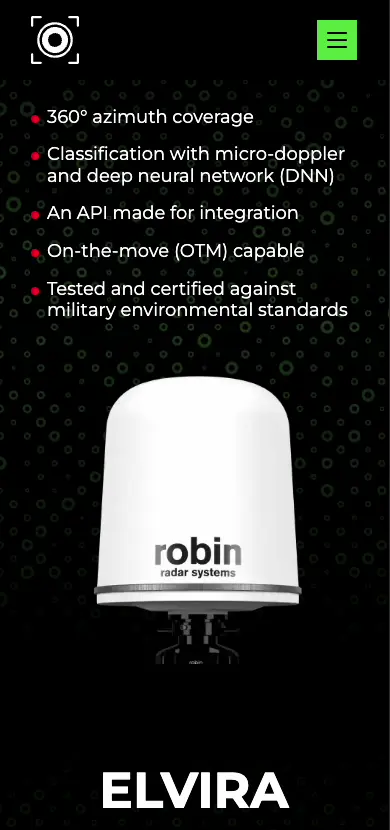 360° azimuth coverage
Classification with micro-doppler
and deep neural network (DNN)
An API made for integration
On-the-move (OTM) capable
Tested and certified against
military environmental standards
robin
radar systems
robin
ELVIRA